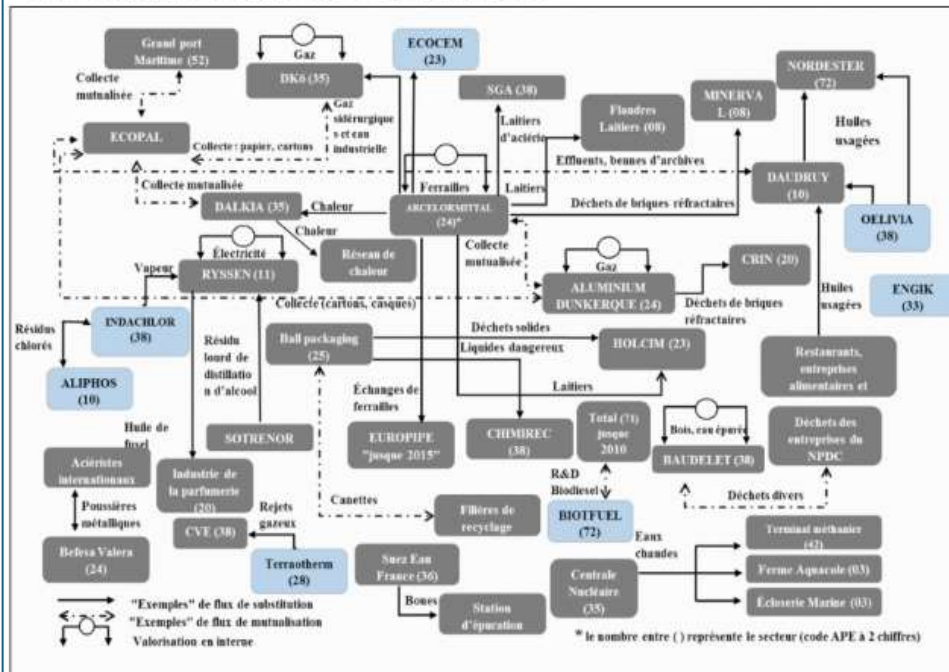 Grand port
Maritime (52)
Gaz
DK6 (35)
ECOCEM
(23)
SGA (38)
Flandres
Laitiers (08)
MINERVA
L (08)
NORDESTER
(72)
Collecte
mutualisée
Gaz
sidérurgique
s et eau
industrielle
Laitiers
d'aciérie
Huiles
usagées
ECOPAL
Collecte : papier, cartons
Effluents, bennes d'archives
Collecte mutualisée
Ferrailles
Laitiers
DAUDRUY
(10)
DALKIA (35)
Chaleur
ARCELORMITTAL
(24)*
Déchets de briques réfractaires
OELIVIA
(38)
Chaleur
Réseau de
chaleur
Collecte
mutualisée
Électricité
Vapeur
RYSSEN (11)
Gaz
ALUMINIUM
DUNKERQUE (24)
CRIN (20)
Huiles
usagées
ENGIK
(33)
Collecte (cartons, casques)
Déchets de briques
réfractaires
Résidus
chlorés
INDACHLOR
(38)
Résidu
lourd de
distillatio
n d'alcool
Ball packaging
(25)
Déchets solides
Liquides dangereux
HOLCIM (23)
Restaurants,
entreprises
alimentaires et
ALIPHOS
(10)
Laitiers
Échanges de
ferrailles
Huile de
fusel
SOTRENOR
EUROPIPE
"jusque 2015"
CHIMIREC
(38)
Total (71)
jusque
2010
Bois, eau épurée
BAUDELET (38)
Déchets des
entreprises du
NPDC
Aciéristes
internationaux
Industrie de
la parfumerie
(20)
R&D
Biodiesel
Déchets divers
Poussières
métalliques
Rejets
gazeux
Canettes
Filières de
recyclage
BIOTFUEL
(72)
CVE (38)
Eaux
chaudes
Terminal méthanier
(42)
Befesa Valera
(24)
Terraotherm
(28)
Suez Eau
France (36)
Centrale
Nucléaire
(35)
Ferme Aquacole (03)
Boues
Station
d'épuration
Écloserie Marine (03)
"Exemples" de flux de substitution
"Exemples" de flux de mutualisation
Valorisation en interne
* le nombre entre ( ) représente le secteur (code APE à 2 chiffres)